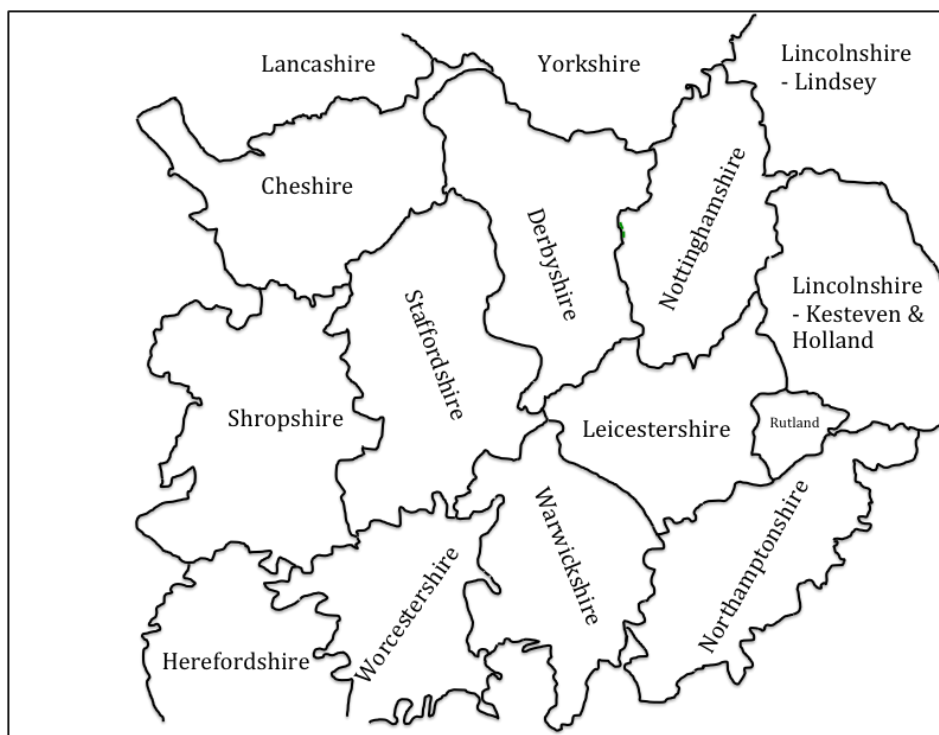 Lancashire
Yorkshire
Lincolnshire
- Lindsey
Cheshire
Derbyshire
Nottinghamshire
Lincolnshire
- Kesteven &
Holland
Staffordshire
Shropshire
Leicestershire
Rutland
Warwickshire
Northamptonshire
Worcestershire
Herefordshire